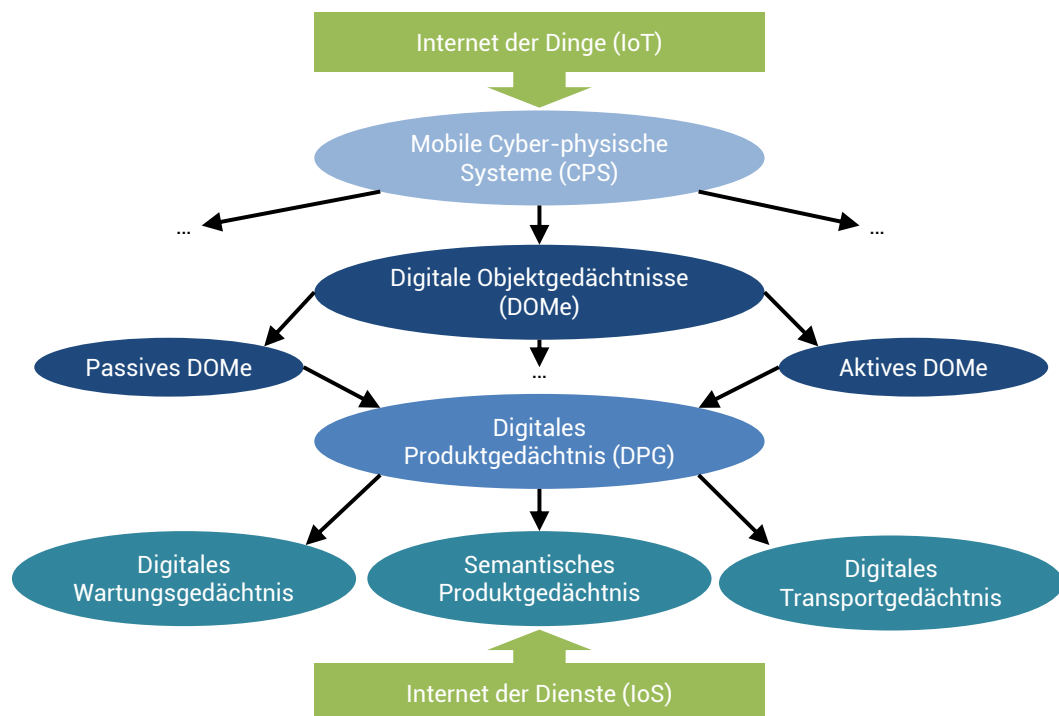 Internet der Dinge (IoT)
Mobile Cyber-physische
Systeme (CPS)
...
...
Digitale Objektgedächtnisse
(DOMe)
Passives DOMe
...
Aktives DOMe
Digitales
Produktgedächtnis (DPG)
Digitales
Wartungsgedächtnis
Semantisches
Produktgedächtnis
Digitales
Transportgedächtnis
Internet der Dienste (IoS)